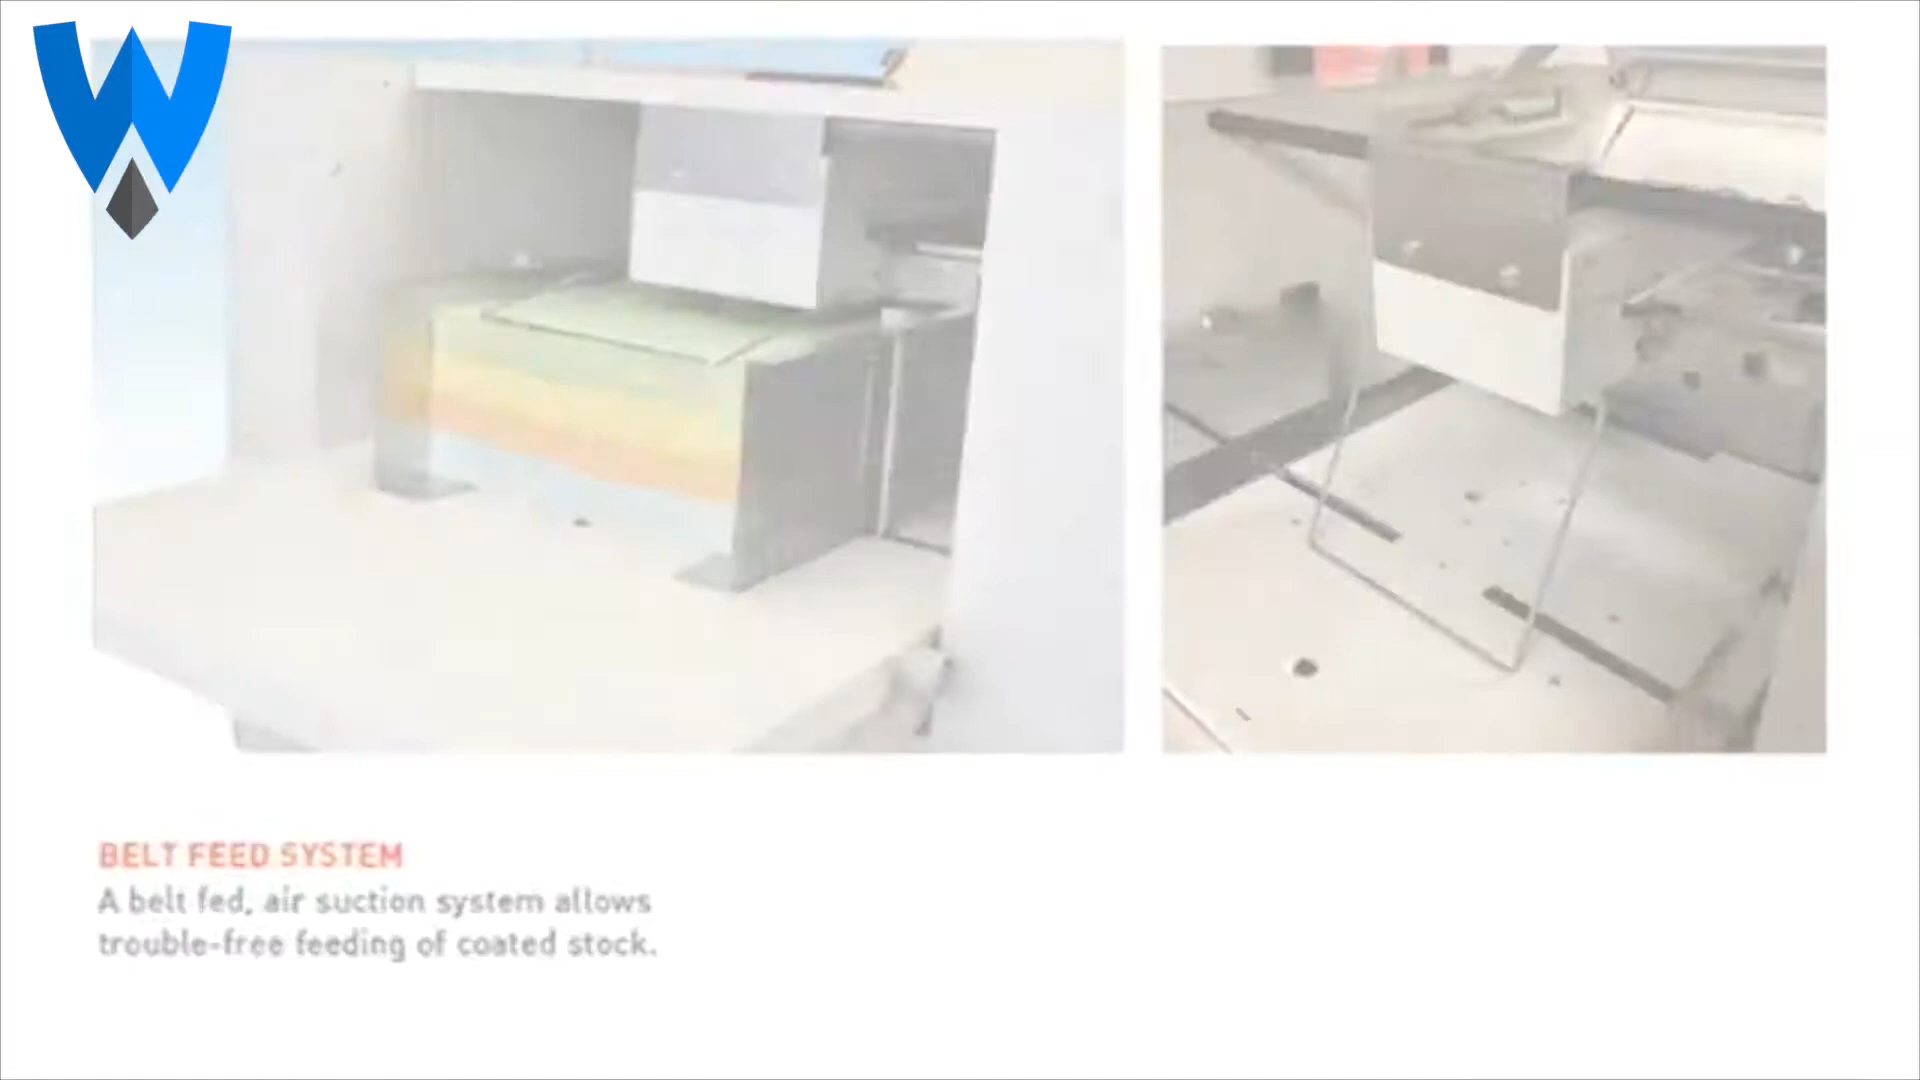 BELT FEED SYSTEM
A belt fed, air suction system allows
trouble-free feeding of coated stock.